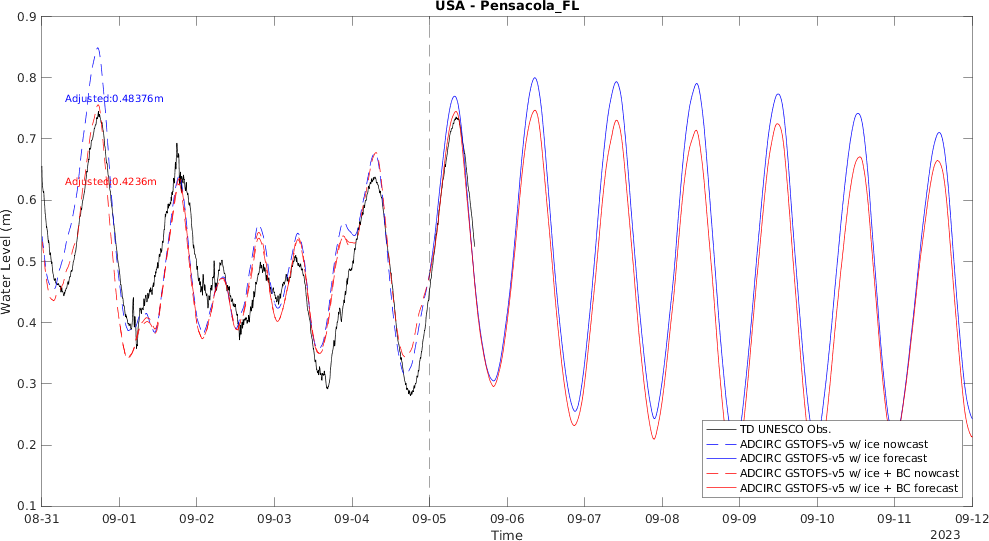 USA - Pensacola_FL
0.9
0.8
0.7
0.6
0.5
0.4
0.3
0.2
0.1
Water Level (m)
Adjusted:0.48376m
Adjusted:0.4236m
TD UNESCO Obs.
ADCIRC GSTOFS-v5 w/ ice nowcast
ADCIRC GSTOFS-v5 w/ ice forecast
ADCIRC GSTOFS-v5 w/ ice + BC nowcast
ADCIRC GSTOFS-v5 w/ ice + BC forecast
08-31 09-01 09-02 09-03 09-04 09-05 09-06 09-07 09-08 09-09 09-10 09-11 09-12
Time
2023